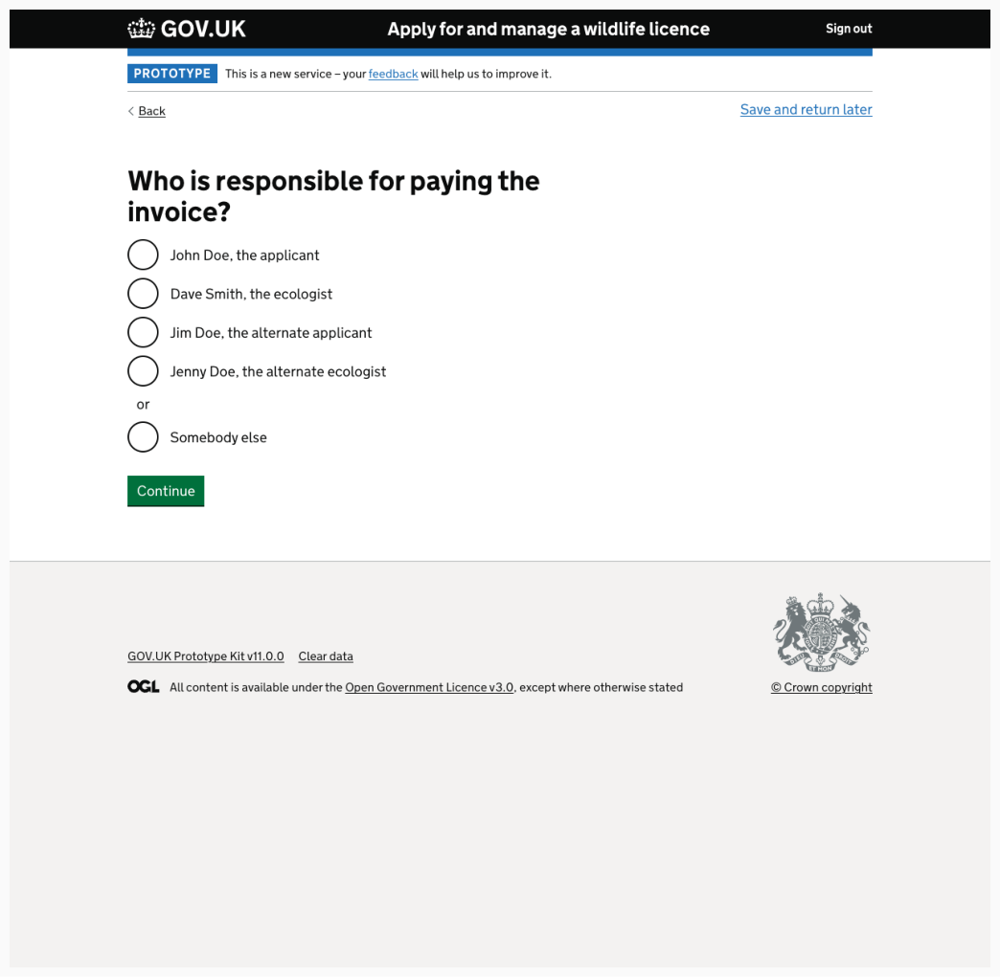 GOV.UK Apply for and manage a wildlife licence Sign out
PROTOTYPE This is a new service – your feedback will help us to improve it.
Back Save and return later
Who is responsible for paying the
invoice?
John Doe, the applicant
Dave Smith, the ecologist
Jim Doe, the alternate applicant
Jenny Doe, the alternate ecologist
or
Somebody else
Continue
GOV.UK Prototype Kit v11.0.0 Clear data
OGL All content is available under the Open Government Licence v3.0, except where otherwise stated
© Crown copyright